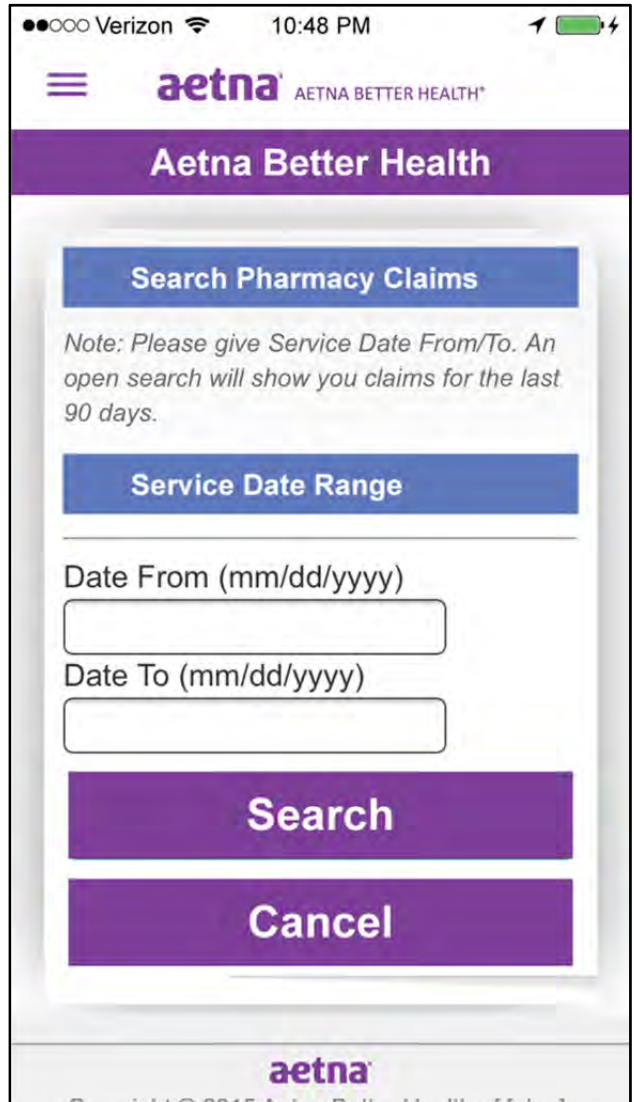 Verizon 10:48 PM
aetna AETNA BETTER HEALTH®
Aetna Better Health
Search Pharmacy Claims
Note: Please give Service Date From/To. An
open search will show you claims for the last
90 days.
Service Date Range
Date From (mm/dd/yyyy)
Date To (mm/dd/yyyy)
Search
Cancel
aetna